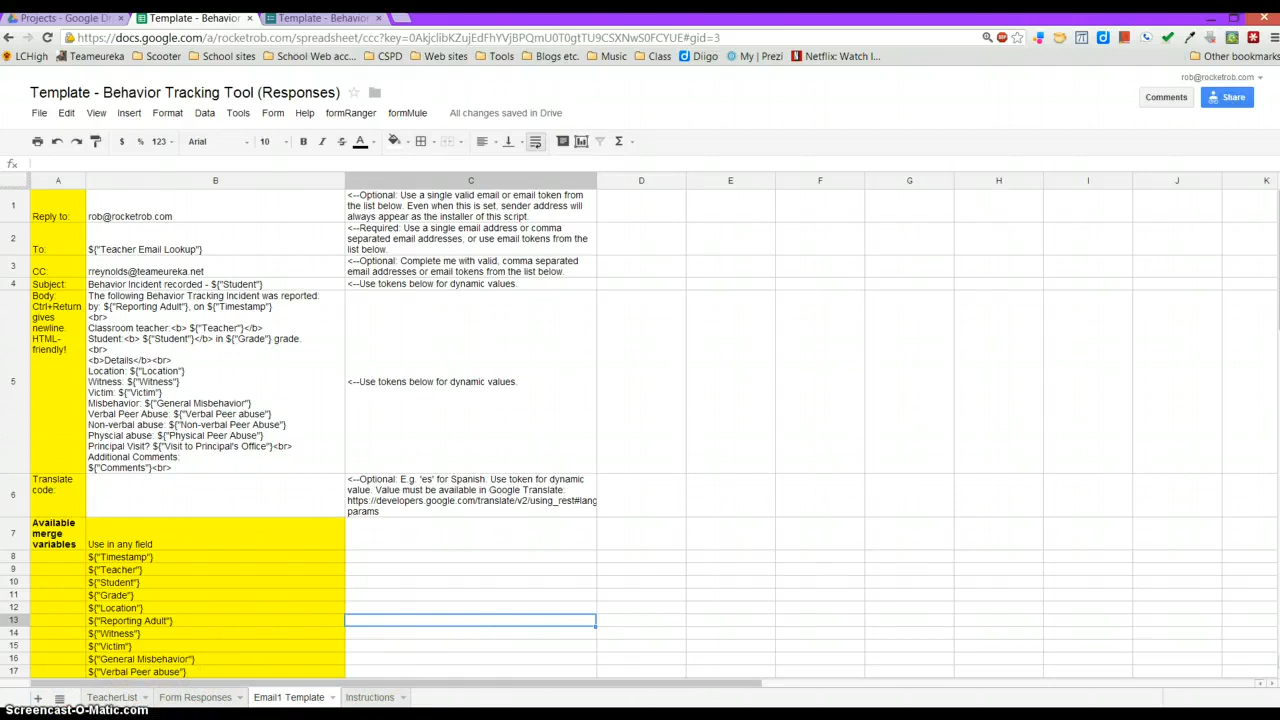 Projects - Google Dri
Template - Behavior
Template - Behavior
https://docs.google.com/a/rocketrob.com/spreadsheet/ccc?key=0AkjclibKZujEdFhYVjBPQmU0T0gtTU9CSXNwS0FCYUE#gid=3
LCHigh
Teameureka
Scooter
School sites
School Web acc...
CSPD
Web sites
Tools
Blogs etc.
Music
Class
Diigo
My | Prezi
Netflix: Watch I...
Other bookmarks
rob@rocketrob.com
Template - Behavior Tracking Tool (Responses)
Comments
Share
File Edit View Insert Format Data Tools Form Help formRanger formMule
All changes saved in Drive
$ % 123 Arial 10 B I S A Σ
fx
A B C D E F G H I J K
1
Reply to:
rob@rocketrob.com
<--Optional: Use a single valid email or email token from
the list below. Even when this is set, sender address will
always appear as the installer of this script.
2
To:
${"Teacher Email Lookup"}
<--Required: Use a single email address or comma
separated email addresses, or use email tokens from the
list below.
3
CC:
rreynolds@teameureka.net
<--Optional: Complete me with valid, comma separated
email addresses or email tokens from the list below.
4
Subject:
Behavior Incident recorded - ${"Student"}
<--Use tokens below for dynamic values.
5
Body:
Ctrl+Return
gives
newline.
HTML-
friendly!
The following Behavior Tracking Incident was reported:
by: ${"Reporting Adult"}, on ${"Timestamp"}
<br>
Classroom teacher:<b> ${"Teacher"}</b>
Student:<b> ${"Student"}</b> in ${"Grade"} grade.
<br>
<b>Details</b><br>
Location: ${"Location"}
Witness: ${"Witness"}
Victim: ${"Victim"}
Misbehavior: ${"General Misbehavior"}
Verbal Peer Abuse: ${"Verbal Peer abuse"}
Non-verbal abuse: ${"Non-verbal Peer Abuse"}
Physcial abuse: ${"Physical Peer Abuse"}
Principal Visit? ${"Visit to Principal's Office"}<br>
Additional Comments:
${"Comments"}<br>
<--Use tokens below for dynamic values.
6
Translate
code:
<--Optional: E.g. 'es' for Spanish. Use token for dynamic
value. Value must be available in Google Translate:
https://developers.google.com/translate/v2/using_rest#lang
params
7
Available
merge
variables
Use in any field
8 ${"Timestamp"}
9 ${"Teacher"}
10 ${"Student"}
11 ${"Grade"}
12 ${"Location"}
13 ${"Reporting Adult"}
14 ${"Witness"}
15 ${"Victim"}
16 ${"General Misbehavior"}
17 ${"Verbal Peer abuse"}
TeacherList
Form Responses
Email1 Template
Instructions
Screencast-O-Matic.com